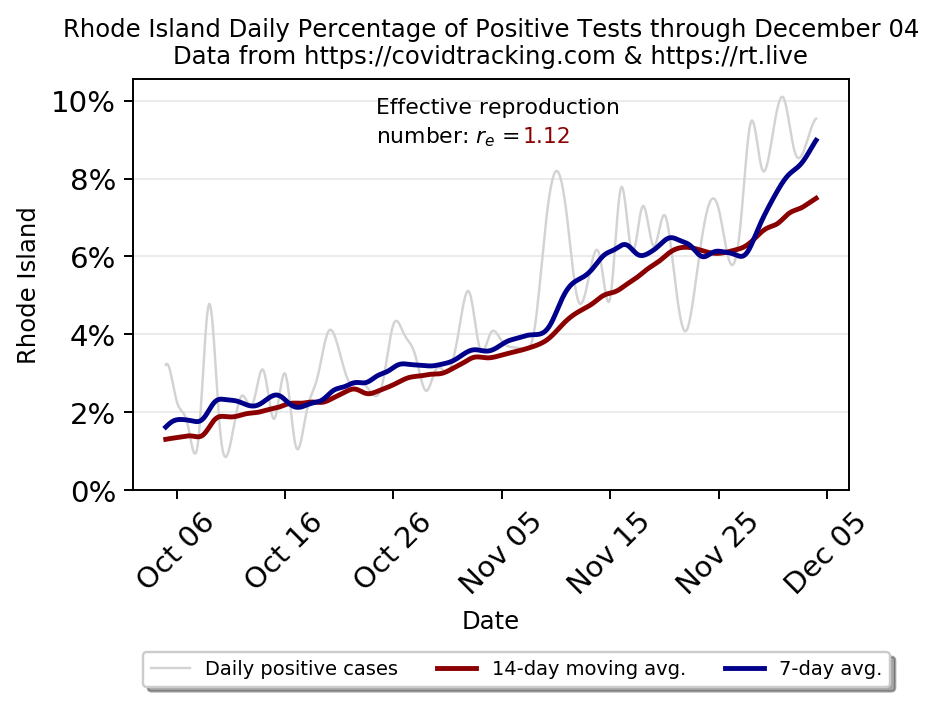 Rhode Island Daily Percentage of Positive Tests through December 04
Data from https://covidtracking.com & https://rt.live
Effective reproduction
number: rₑ =1.12
10%
8%
6%
4%
2%
0%
Rhode Island
Oct 06
Oct 16
Oct 26
Nov 05
Nov 15
Nov 25
Dec 05
Date
Daily positive cases
14-day moving avg.
7-day avg.